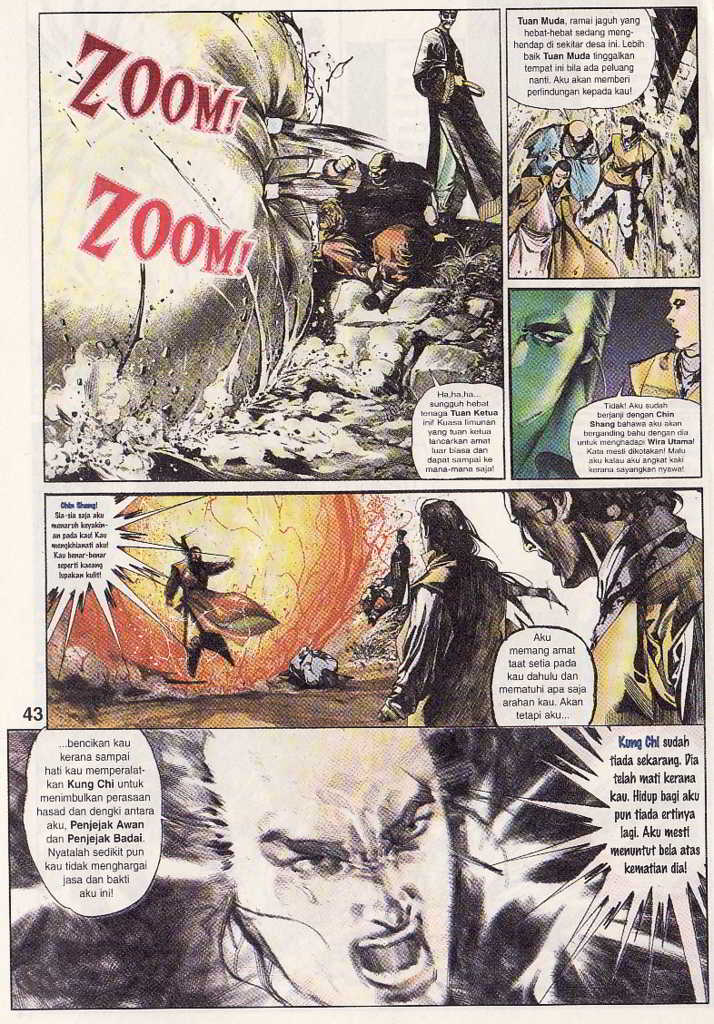 ZOOM!
ZOOM!
Ha,ha,ha...
sungguh hebat
tenaga Tuan Ketua
ini! Kuasa limunan
yang tuan ketua
lancarkan amat
luar biasa dan
dapat sampai ke
mana-mana saja!
Tuan Muda, ramai jaguh yang
hebat-hebat sedang meng-
hendap di sekitar desa ini. Lebih
baik Tuan Muda tinggalkan
tempat ini bila ada peluang
nanti. Aku akan memberi
perlindungan kepada kau!
Tidak! Aku sudah
berjanji dengan Chin
Shang bahawa aku akan
berganding bahu dengan dia
untuk menghadapi Wira Utama!
Kata mesti dikotakan! Malu
aku kalau aku angkat kaki
kerana sayangkan nyawa!
Chin Shang!
Sia-sia saja aku
menaruh keyakin-
an pada kau! Kau
mengkhianati aku!
Kau benar-benar
seperti kacang
lupakan kulit!
Aku
memang amat
taat setia pada
kau dahulu dan
mematuhi apa saja
arahan kau. Akan
tetapi aku...
43
...bencikan kau
kerana sampai
hati kau memperalat-
kan Kung Chi untuk
menimbulkan perasaan
hasad dan dengki antara
aku, Penjejak Awan
dan Penjejak Badai.
Nyatalah sedikit pun
kau tidak menghargai
jasa dan bakti
aku ini!
Kung Chi sudah
tiada sekarang. Dia
telah mati kerana
kau. Hidup bagi aku
pun tiada ertinya
lagi. Aku mesti
menuntut bela atas
kematian dia!